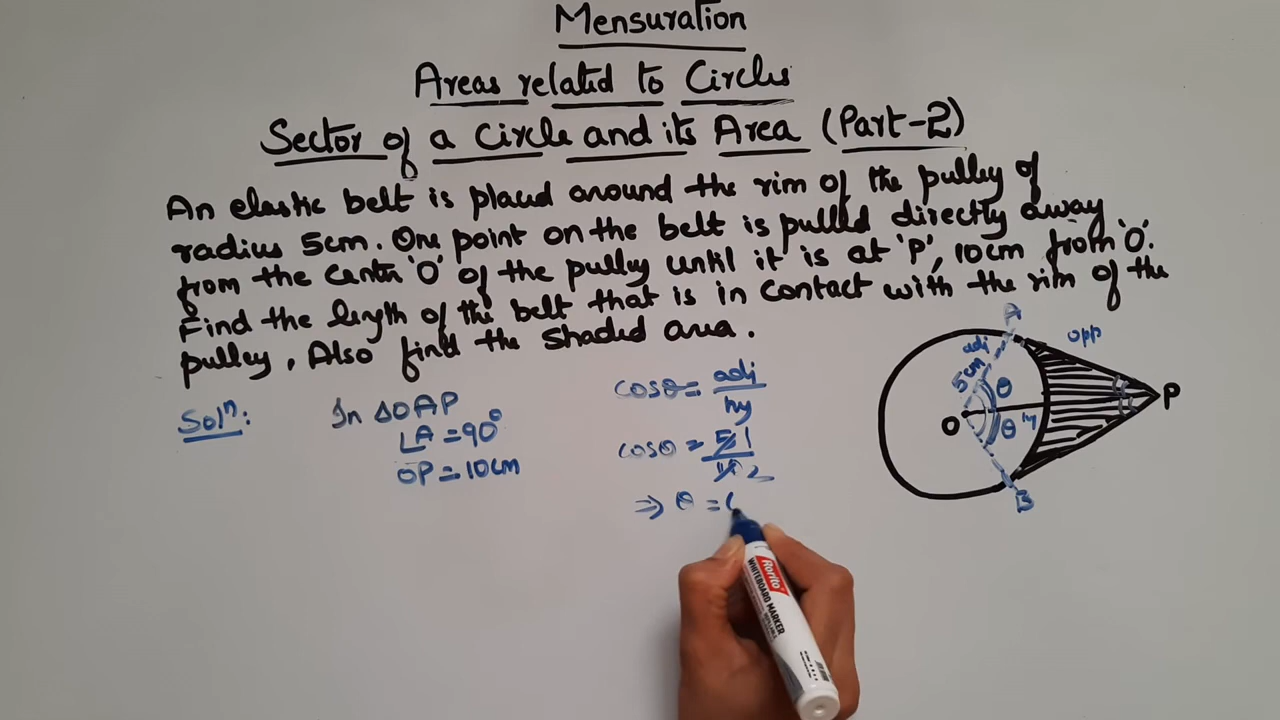 Mensuration
Areas related to Circles
Sector of a Circle and its Area (Part-2)
An elastic belt is placed around the rim of the pulley of
radius 5cm. One point on the belt is pulled directly away
from the Centre 'O' of the pulley until it is at 'P', 10cm from 'O'.
Find the length of the belt that is in contact with the rim of the
pulley, Also find the shaded area.
Solⁿ:
In ΔOAP
∠A = 90°
OP = 10cm
cosθ = adj/hy
cosθ = 5 1/10 2
⇒ θ = 6
A
opp
adj
5cm
θ
O
θ
hy
P
B
Rorito
WHITEBOARD MARKER